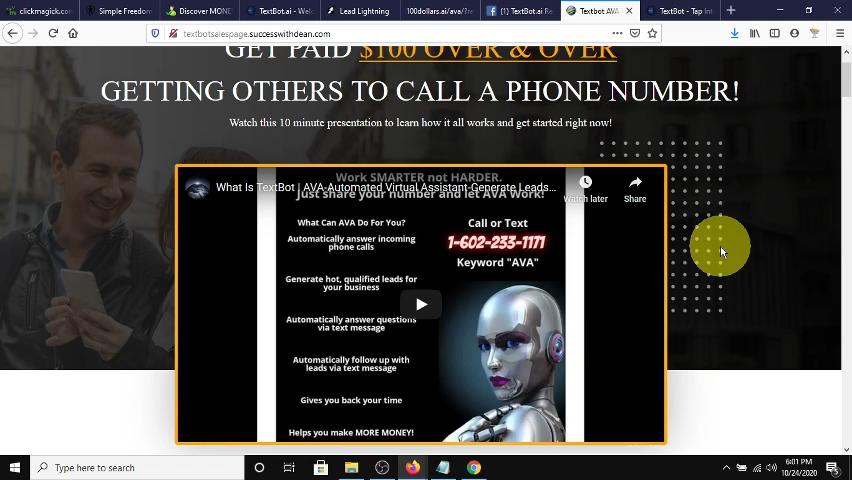 clickmagick.con
Simple Freedom
Discover MONE
TextBot.ai - Welc
Lead Lightning
100dollars.ai/ava/?re
[1] TextBot.ai Re
Textbot AVA
TextBot - Tap Int
textbotsalespage.successwithdean.com
GET PAID $100 OVER & OVER
GETTING OTHERS TO CALL A PHONE NUMBER!
Watch this 10 minute presentation to learn how it all works and get started right now!
Work SMARTER not HARDER.
What Is TextBot | AVA-Automated Virtual Assistant-Generate Leads...
Just share your number and let AVA Work!
Watch later
Share
What Can AVA Do For You?
Automatically answer incoming
phone calls
Generate hot, qualified leads for
your business
Automatically answer questions
via text message
Automatically follow up with
leads via text message
Gives you back your time
Helps you make MORE MONEY!
Call or Text
1-602-233-1171
Keyword "AVA"
Type here to search
6:01 PM
10/24/2020